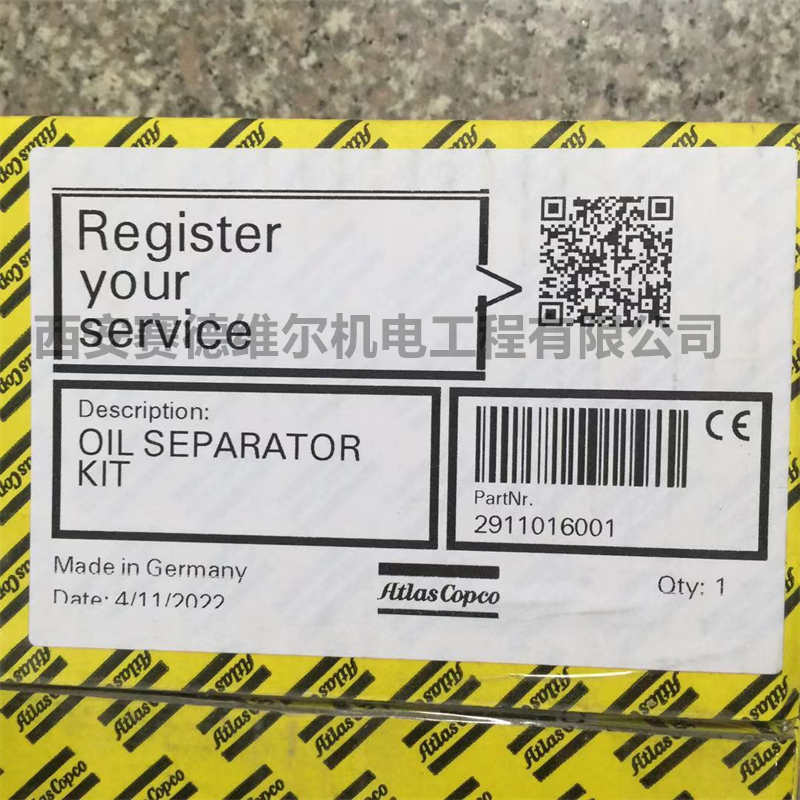 Register
your
service
西安赛德维尔机电工程有限公司
Description:
OIL SEPARATOR
KIT
CE
PartNr.
2911016001
Made in Germany
Date: 4/11/2022
Atlas Copco
Qty: 1